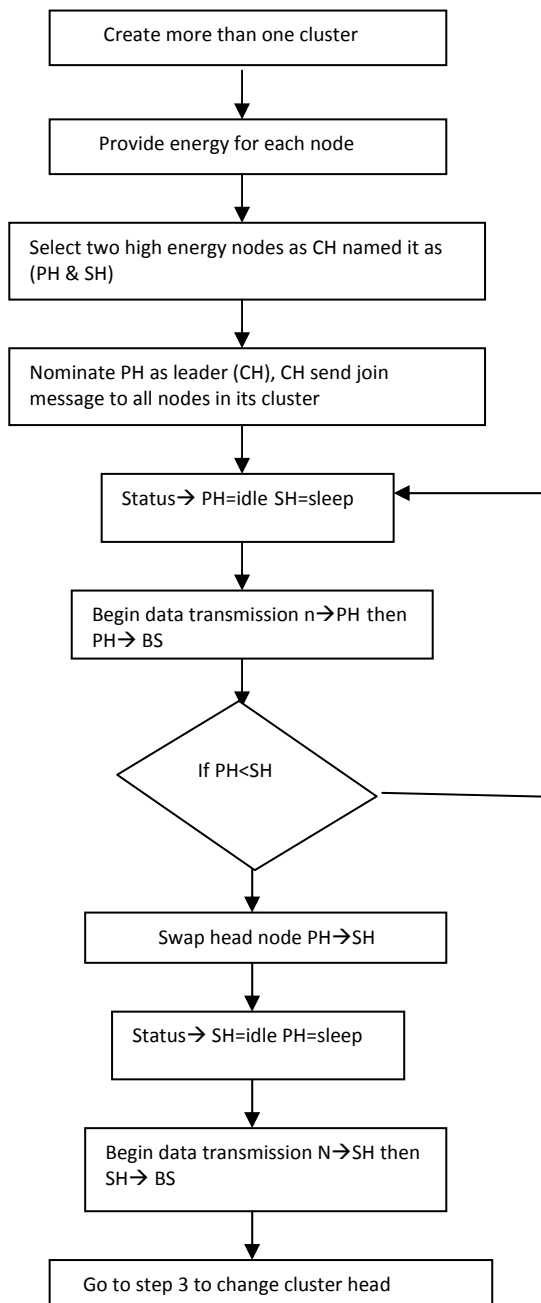 Create more than one cluster
Provide energy for each node
Select two high energy nodes as CH named it as
(PH & SH)
Nominate PH as leader (CH), CH send join
message to all nodes in its cluster
Status→ PH=idle SH=sleep
Begin data transmission n→PH then
PH→ BS
If PH<SH
Swap head node PH→SH
Status→ SH=idle PH=sleep
Begin data transmission N→SH then
SH→ BS
Go to step 3 to change cluster head